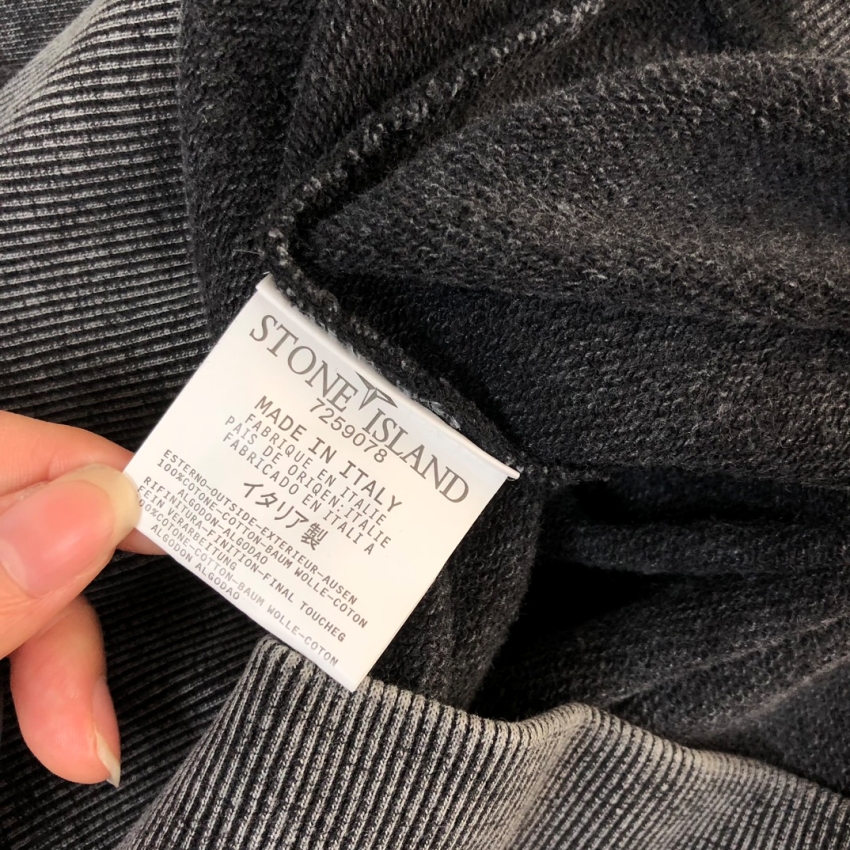 STONE ISLAND
7259078
MADE IN ITALY
FABRIQUE EN ITALIE
PAIS DE ORIGEN:ITALIE
FABRICADO EN ITALI A
イタリア製
ESTERNO-OUTSIDE-EXTERIEUR-AUSEN
100%COTONE-COTTON-BAUM WOLLE-COTON
ALGODON-ALGODAO
RIFINITURA-FINITION-FINAL TOUCHEG
FEIN VERARBEITUNG
100%COTONE-COTTON-BAUM WOLLE-COTON
ALGODON ALGODAO